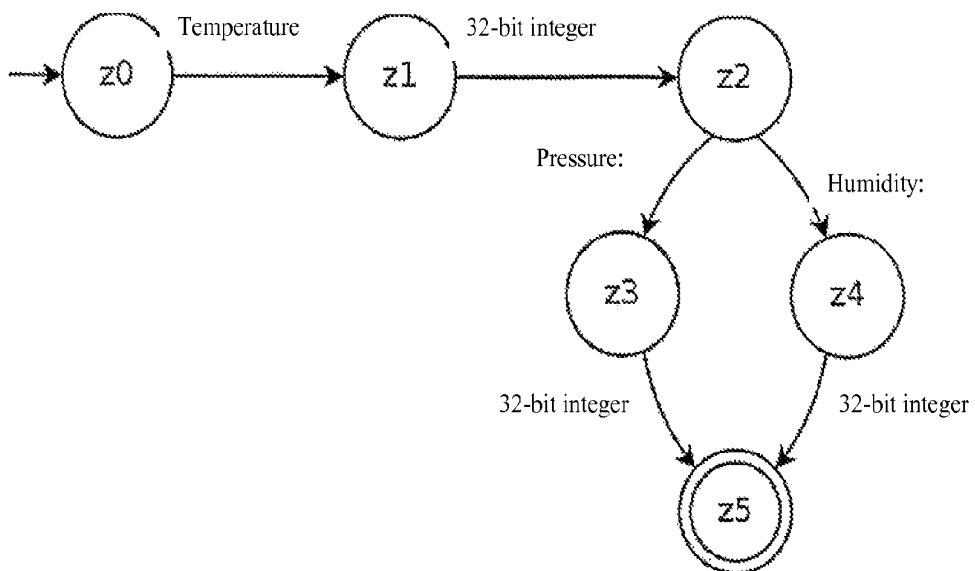 Temperature
32-bit integer
z0
z1
z2
Pressure:
Humidity:
z3
z4
32-bit integer
32-bit integer
z5